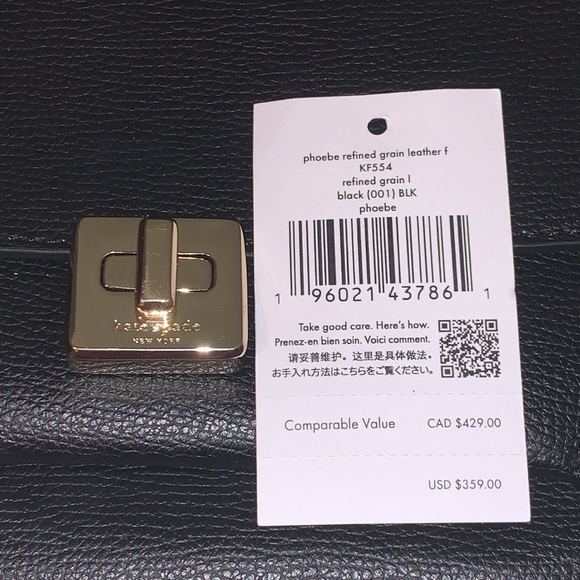 kate spade
NEW YORK
phoebe refined grain leather f
KF554
refined grain l
black (001) BLK
phoebe
1 96021 43786 1
Take good care. Here's how.
Prenez-en bien soin. Voici comment.
请妥善维护。这里是具体做法。
お手入れ方法はこちらをご覧ください。
Comparable Value CAD $429.00
USD $359.00